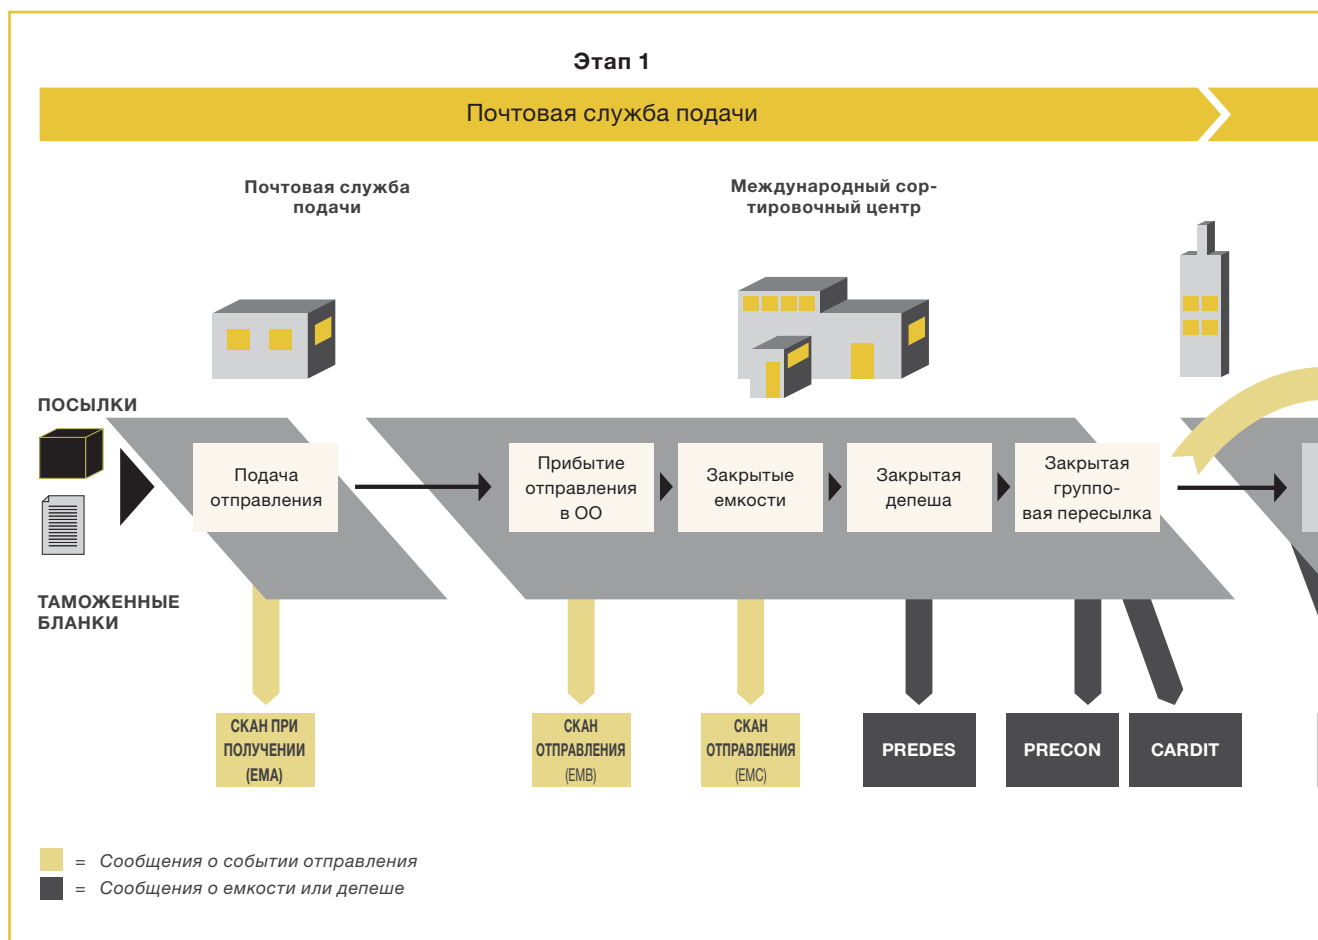 Этап 1
Почтовая служба подачи
Почтовая служба
подачи
Международный сор-
тировочный центр
ПОСЫЛКИ
ТАМОЖЕННЫЕ
БЛАНКИ
Подача
отправления
Прибытие
отправления
в ОО
Закрытые
емкости
Закрытая
депеша
Закрытая
группо-
вая пересылка
СКАН ПРИ
ПОЛУЧЕНИИ
(EMA)
СКАН
ОТПРАВЛЕНИЯ
(EMB)
СКАН
ОТПРАВЛЕНИЯ
(EMC)
PREDES
PRECON
CARDIT
= Сообщения о событии отправления
= Сообщения о емкости или депеше